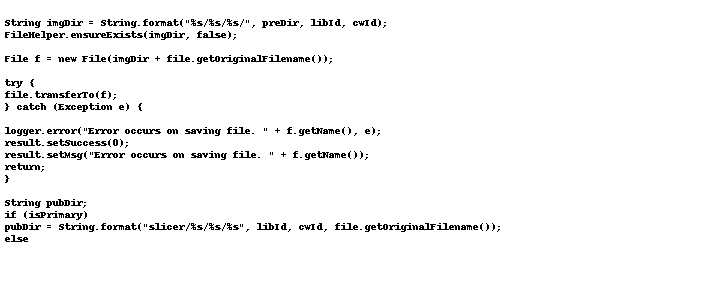 String imgDir = String.format("%s/%s/%s/", preDir, libId, cwId);
FileHelper.ensureExists(imgDir, false);
File f = new File(imgDir + file.getOriginalFilename());
try {
file.transferTo(f);
} catch (Exception e) {
logger.error("Error occurs on saving file. " + f.getName(), e);
result.setSuccess(0);
result.setMsg("Error occurs on saving file. " + f.getName());
return;
}
String pubDir;
if (isPrimary)
pubDir = String.format("slicer/%s/%s/%s", libId, cwId, file.getOriginalFilename());
else